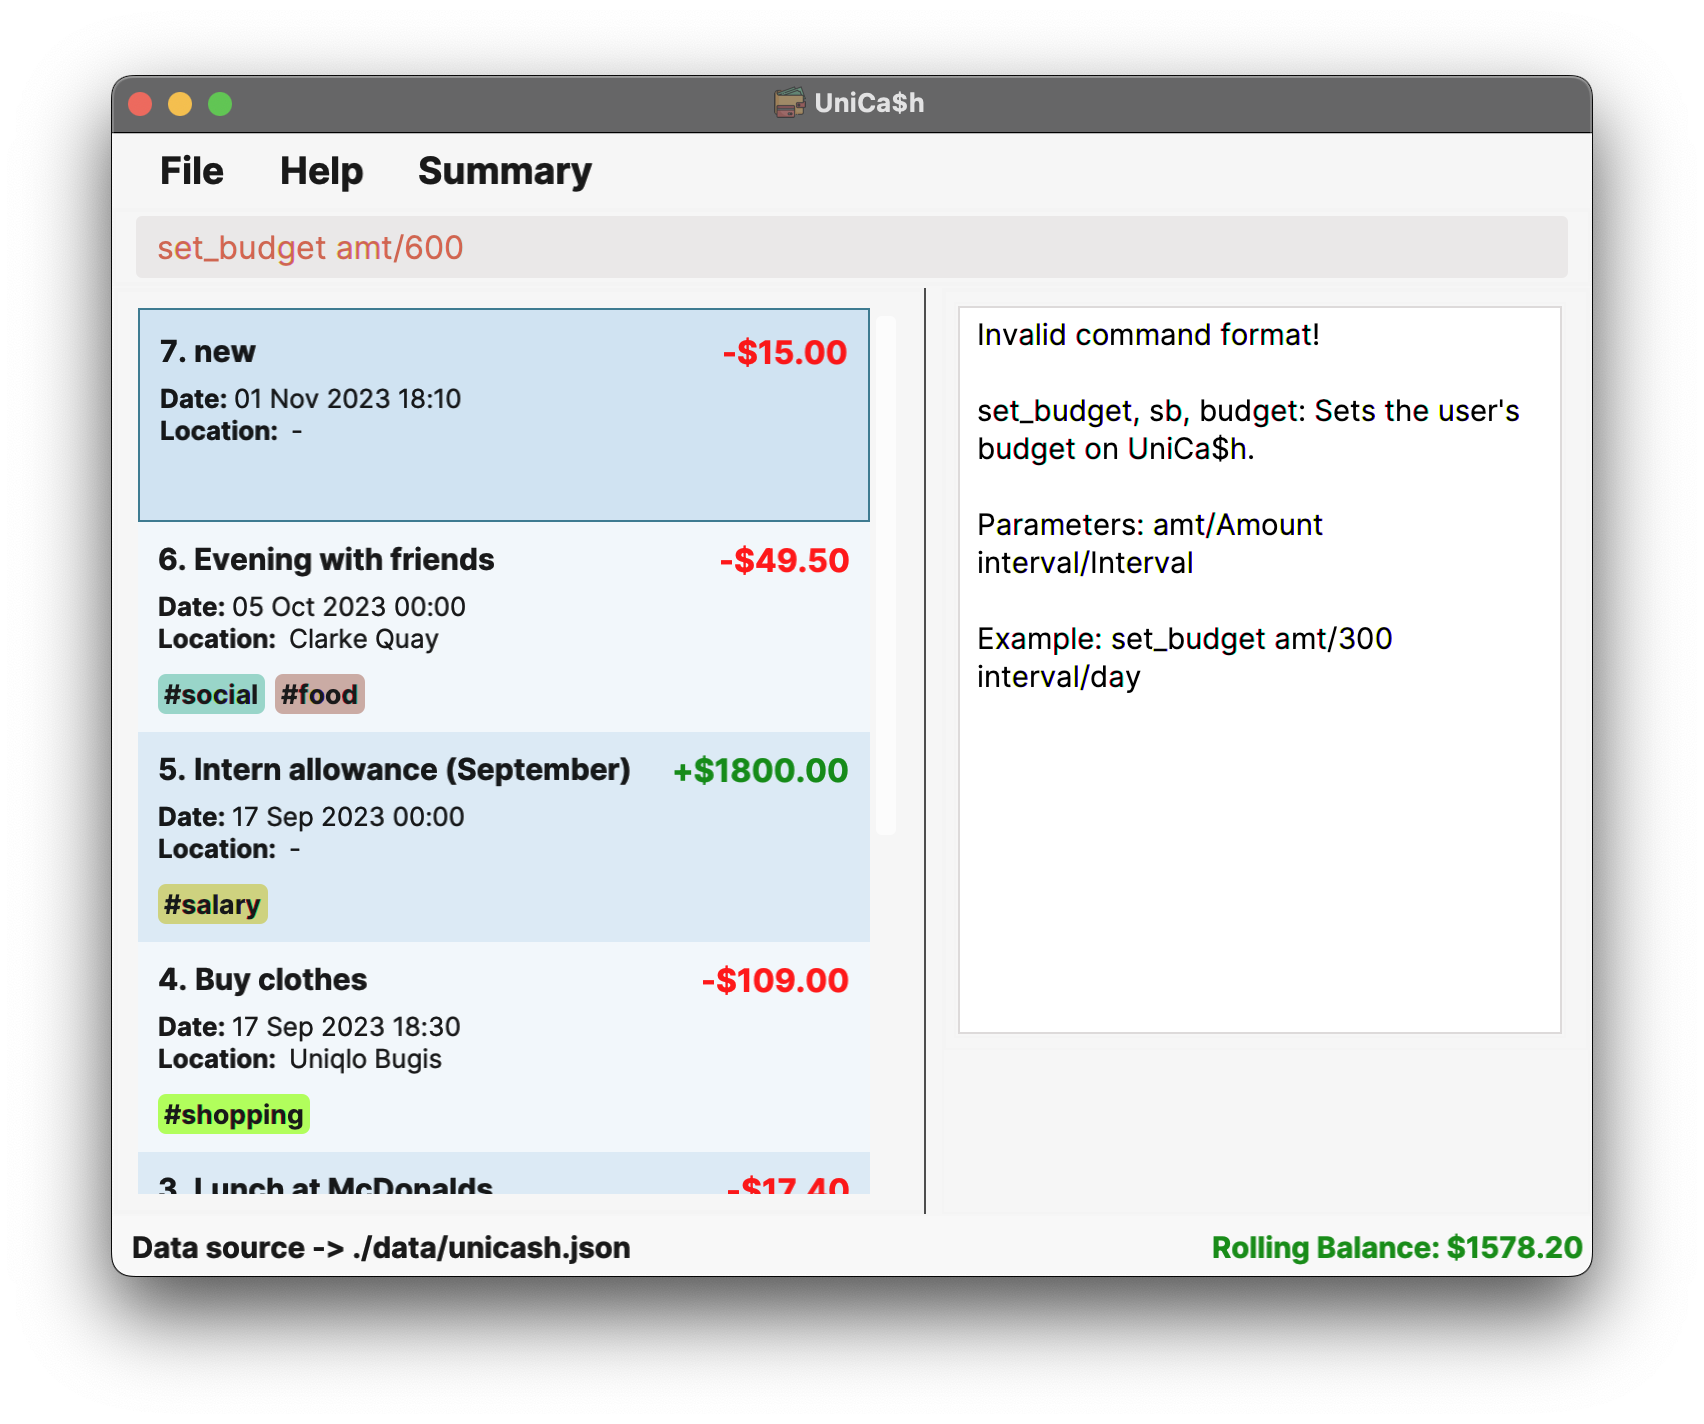 UniCa$h
File Help Summary
set_budget amt/600
7. new -$15.00
Date: 01 Nov 2023 18:10
Location: -
6. Evening with friends -$49.50
Date: 05 Oct 2023 00:00
Location: Clarke Quay
#social #food
5. Intern allowance (September) +$1800.00
Date: 17 Sep 2023 00:00
Location: -
#salary
4. Buy clothes -$109.00
Date: 17 Sep 2023 18:30
Location: Uniqlo Bugis
#shopping
3. Lunch at McDonalds -$17.40
Invalid command format!
set_budget, sb, budget: Sets the user's
budget on UniCa$h.
Parameters: amt/Amount
interval/Interval
Example: set_budget amt/300
interval/day
Data source -> ./data/unicash.json
Rolling Balance: $1578.20